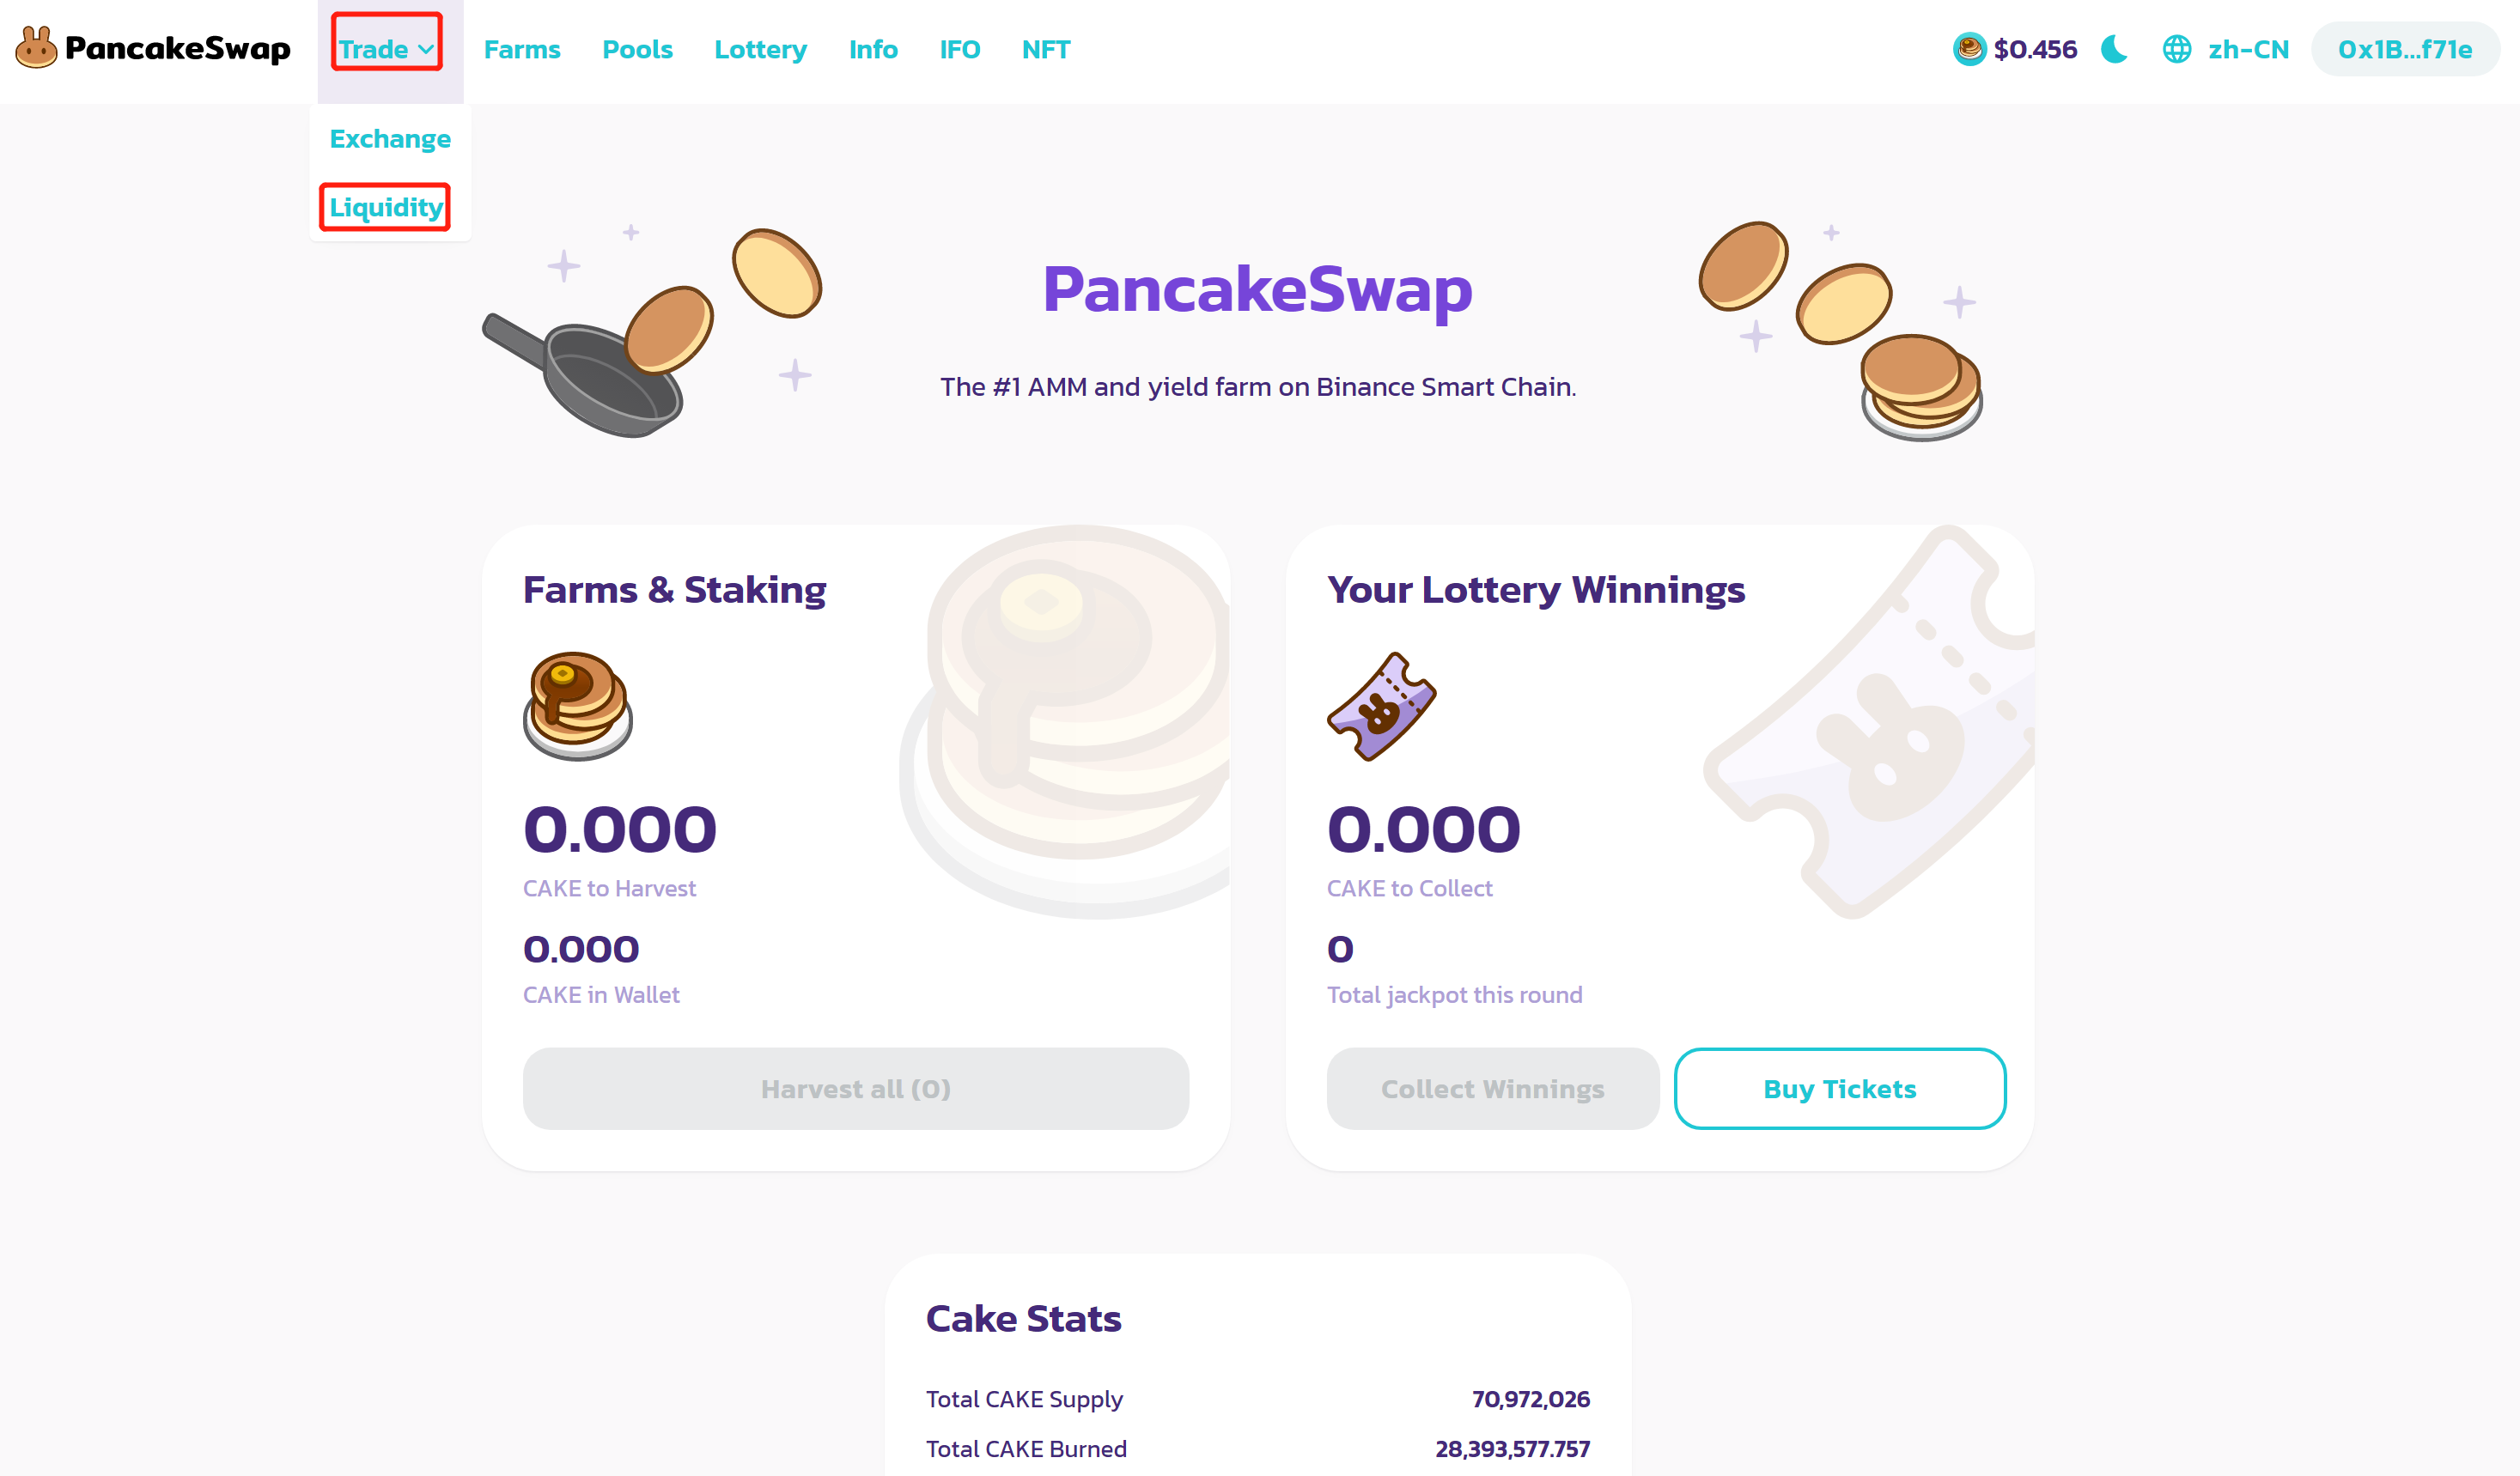 PancakeSwap
Trade Farms Pools Lottery Info IFO NFT
$0.456 zh-CN 0x1B...f71e
Exchange
Liquidity
PancakeSwap
The #1 AMM and yield farm on Binance Smart Chain.
Farms & Staking
0.000
CAKE to Harvest
0.000
CAKE in Wallet
Harvest all (0)
Your Lottery Winnings
0.000
CAKE to Collect
0
Total jackpot this round
Collect Winnings Buy Tickets
Cake Stats
Total CAKE Supply 70,972,026
Total CAKE Burned 28,393,577.757